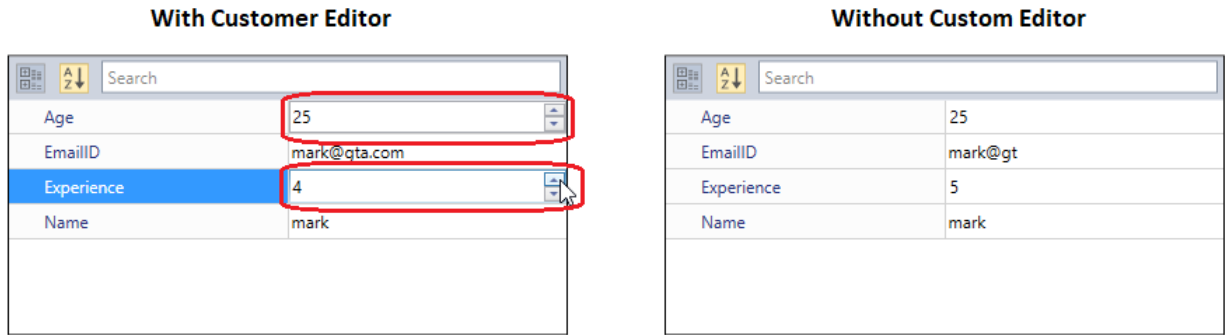 With Customer Editor
Without Custom Editor
A
Z
Search
Age 25
EmailID mark@gta.com
Experience 4
Name mark
A
Z
Search
Age 25
EmailID mark@gt
Experience 5
Name mark